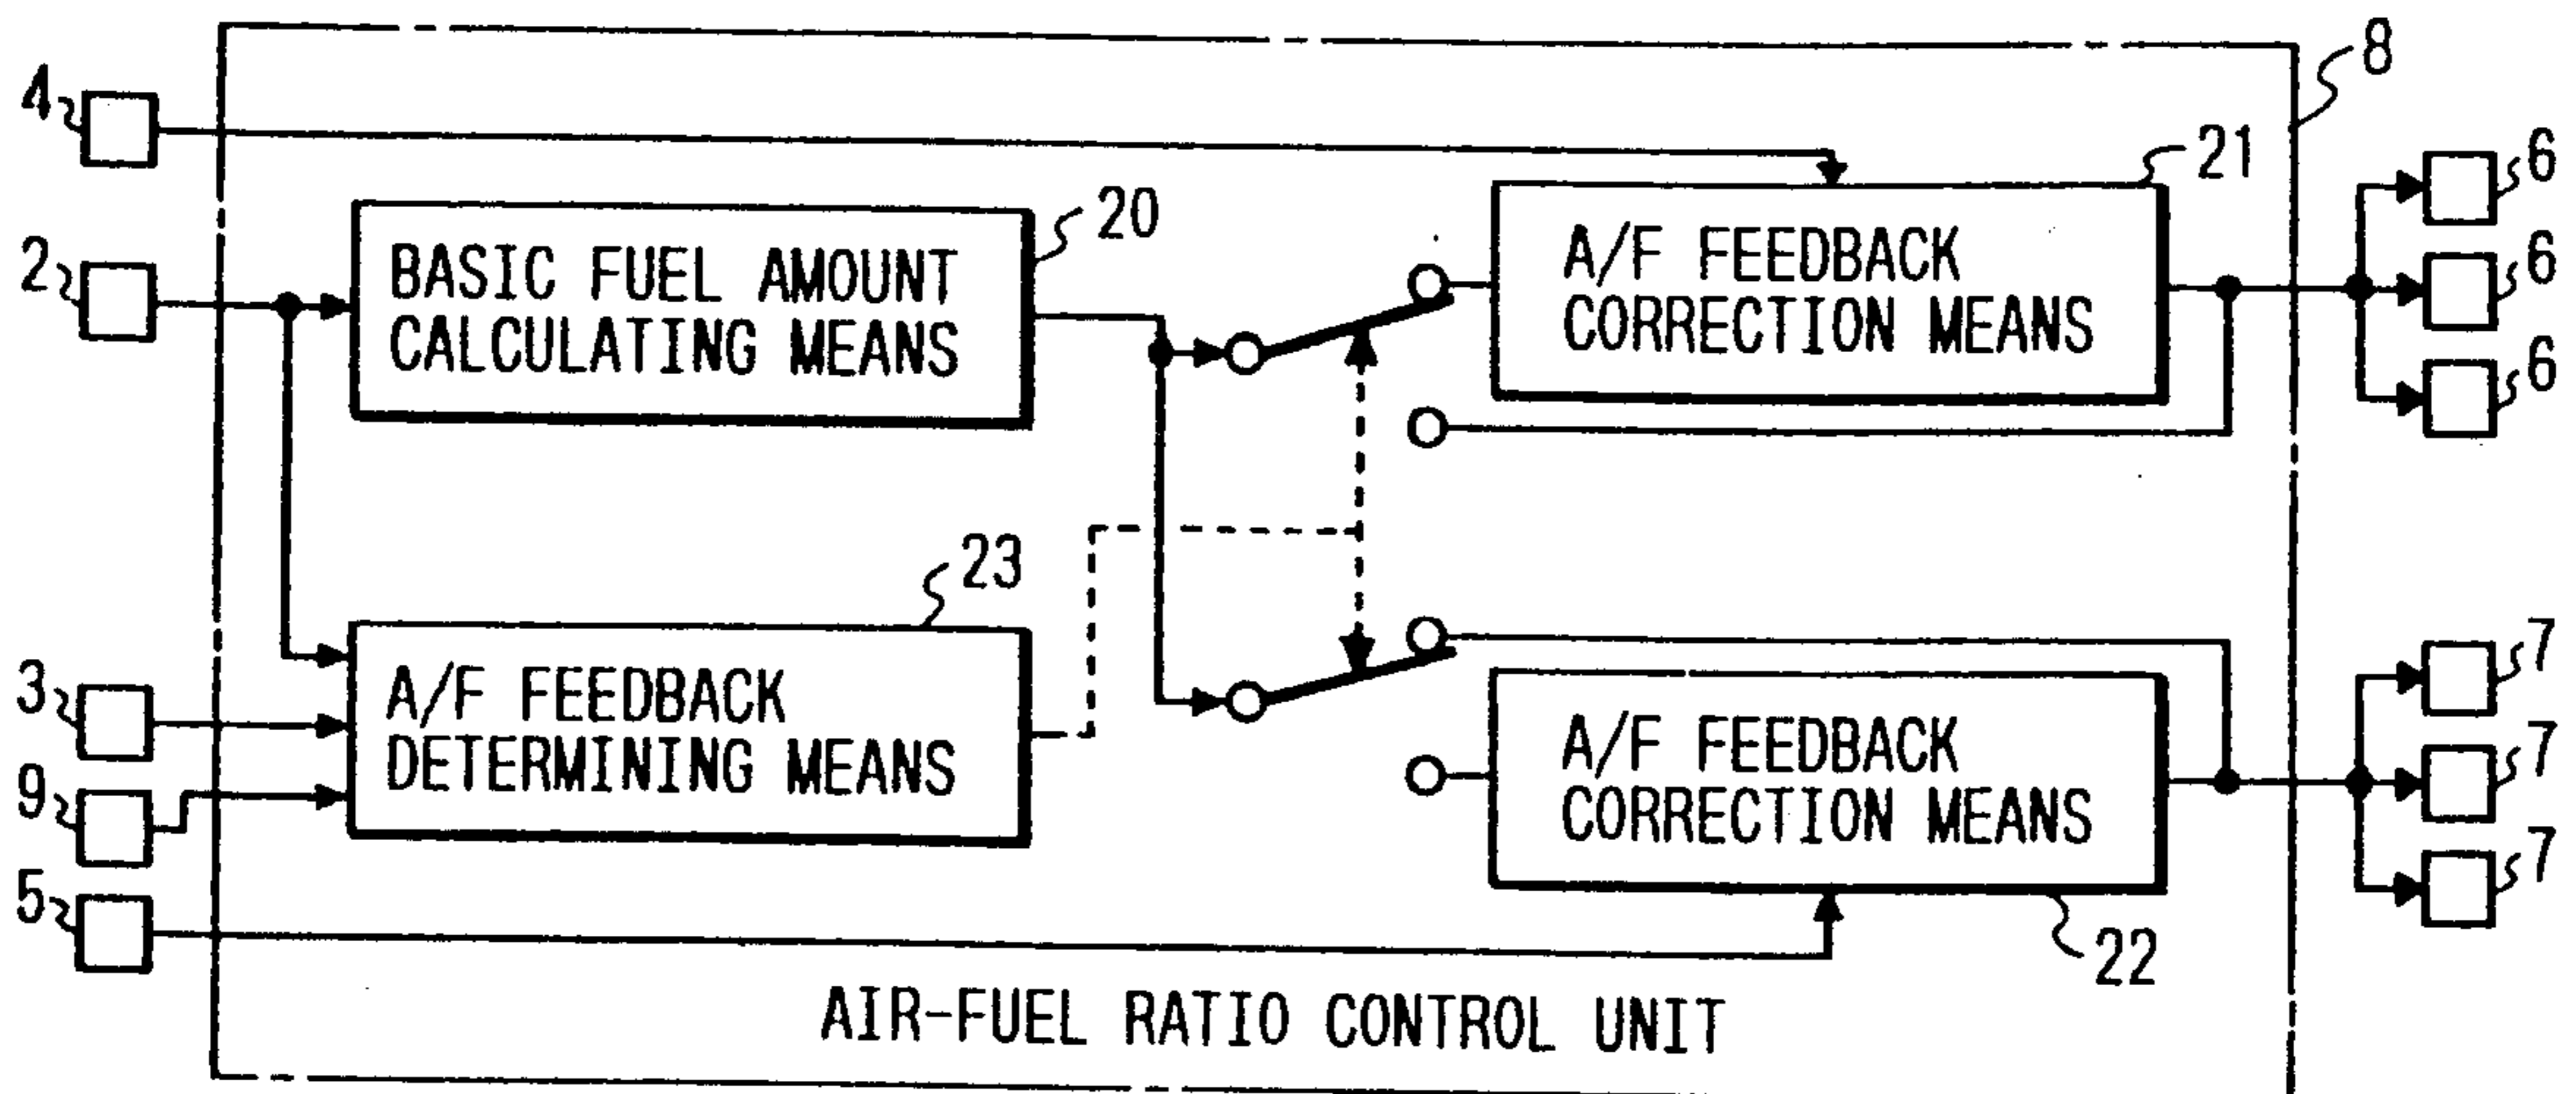 8
4
21
6
20
2
BASIC FUEL AMOUNT
CALCULATING MEANS
A/F FEEDBACK
CORRECTION MEANS
6
6
23
3
A/F FEEDBACK
DETERMINING MEANS
7
9
A/F FEEDBACK
CORRECTION MEANS
7
5
7
22
AIR-FUEL RATIO CONTROL UNIT